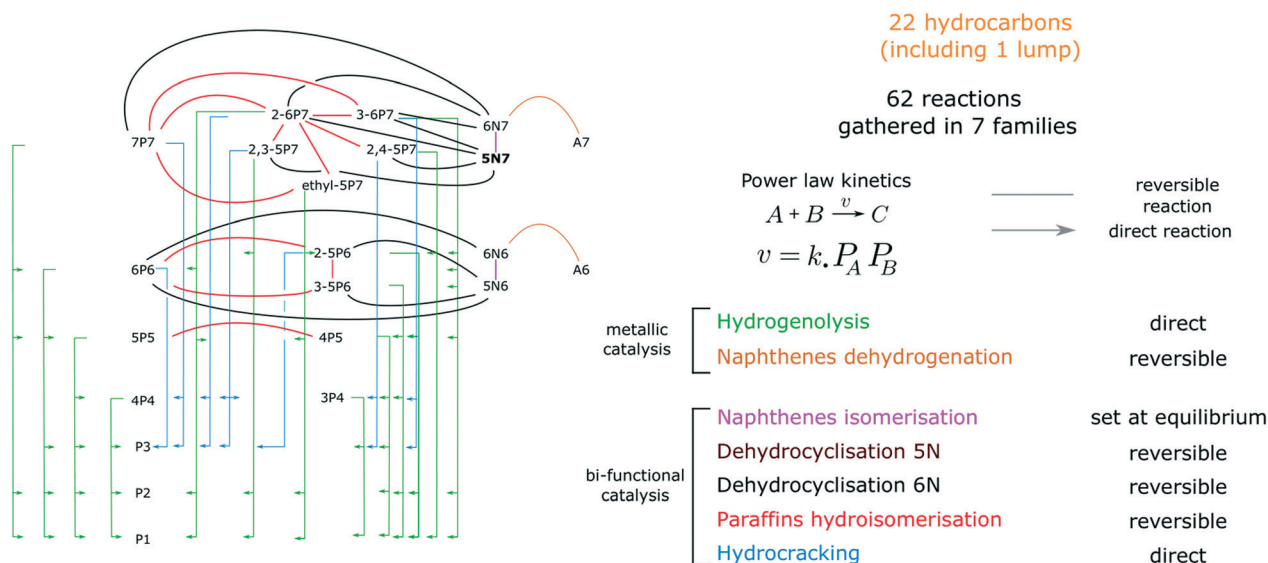 2-6P7
3-6P7
6N7
7P7
A7
2,3-5P7
2,4-5P7
5N7
ethyl-5P7
2-5P6
6N6
6P6
A6
3-5P6
5N6
5P5
4P5
4P4
3P4
P3
P2
P1
22 hydrocarbons
(including 1 lump)
62 reactions
gathered in 7 families
Power law kinetics
A + B v→ C
v = k. P_A P_B
reversible
reaction
direct reaction
metallic
catalysis
Hydrogenolysis direct
Naphthenes dehydrogenation reversible
bi-functional
catalysis
Naphthenes isomerisation set at equilibrium
Dehydrocyclisation 5N reversible
Dehydrocyclisation 6N reversible
Paraffins hydroisomerisation reversible
Hydrocracking direct